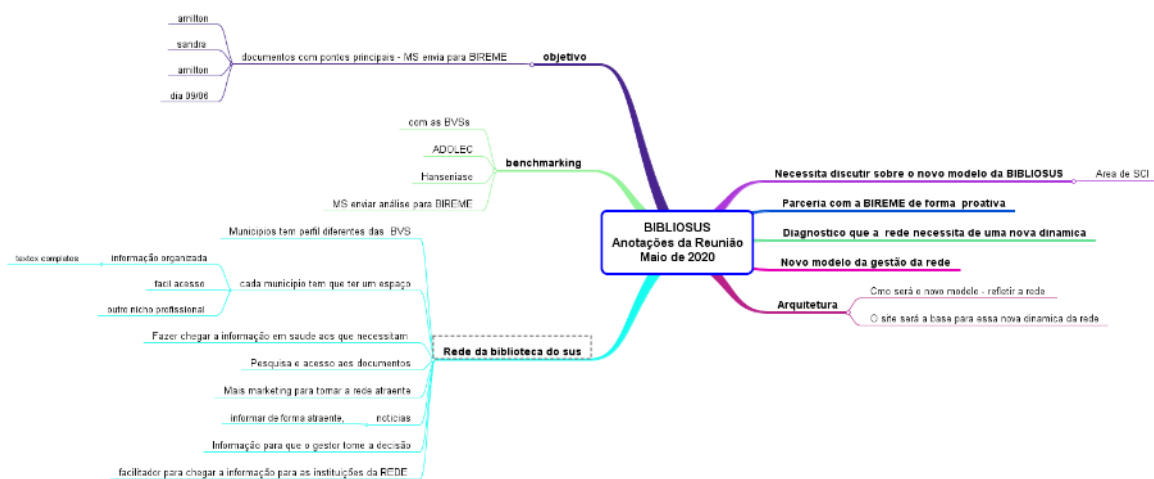 BIBLIOSUS
Anotações da Reunião
Maio de 2020
objetivo
documentos com pontos principais - MS envia para BIREME
amilton
sandra
amilton
dia 09/06
benchmarking
com as BVSs
ADOLEC
Hanseniase
MS enviar análise para BIREME
Rede da biblioteca do sus
Municipios tem perfil diferentes das BVS
cada municipio tem que ter um espaço
informação organizada
textox completos
facil acesso
outro nicho profissional
Fazer chegar a informação em saude aos que necessitam
Pesquisa e acesso aos documentos
Mais marketing para tornar a rede atraente
noticias
informar de forma atraente,
Informação para que o gestor tome a decisão
facilitador para chegar a informação para as instituições da REDE
Necessita discutir sobre o novo modelo da BIBLIOSUS
Area de SCI
Parceria com a BIREME de forma proativa
Diagnostico que a rede necessita de uma nova dinamica
Novo modelo da gestão da rede
Arquitetura
Cmo será o novo modelo - refletir a rede
O site será a base para essa nova dinamica da rede